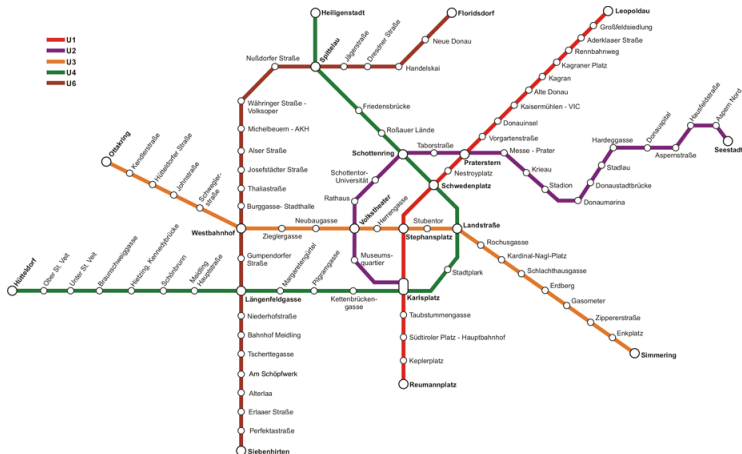 U1
U2
U3
U4
U6
Heiligenstadt
Floridsdorf
Leopoldau
Großfeldsiedlung
Aderklaaer Straße
Rennbahnweg
Kagraner Platz
Kagran
Alte Donau
Kaisermühlen - VIC
Donauinsel
Vorgartenstraße
Praterstern
Nestroyplatz
Schwedenplatz
Spittelau
Jägerstraße
Dresdner Straße
Neue Donau
Handelskai
Nußdorfer Straße
Währinger Straße -
Volksoper
Michelbeuern - AKH
Alser Straße
Josefstädter Straße
Thaliastraße
Burggasse- Stadthalle
Westbahnhof
Gumpendorfer
Straße
Längenfeldgasse
Niederhofstraße
Bahnhof Meidling
Tscherttegasse
Am Schöpfwerk
Alterlaa
Erlaaer Straße
Perfektastraße
Siebenhirten
Friedensbrücke
Roßauer Lände
Schottenring
Taborstraße
Messe - Prater
Krieau
Stadion
Donaumarina
Donaustadtbrücke
Stadlau
Hardeggasse
Donauspital
Aspernstraße
Hausfeldstraße
Aspern Nord
Seestadt
Schottentor-
Universität
Rathaus
Volkstheater
Museums-
quartier
Karlsplatz
Ottakring
Kendlerstraße
Hütteldorfer Straße
Johnstraße
Schwegler-
straße
Zieglergasse
Neubaugasse
Herrengasse
Stephansplatz
Stubentor
Landstraße
Rochusgasse
Kardinal-Nagl-Platz
Schlachthausgasse
Erdberg
Gasometer
Zippererstraße
Enkplatz
Simmering
Stadtpark
Hütteldorf
Ober St. Veit
Unter St. Veit
Braunschweiggasse
Hietzing, Kennedybrücke
Schönbrunn
Meidling
Hauptstraße
Margaretengürtel
Pilgramgasse
Kettenbrücken-
gasse
Taubstummengasse
Südtiroler Platz - Hauptbahnhof
Keplerplatz
Reumannplatz